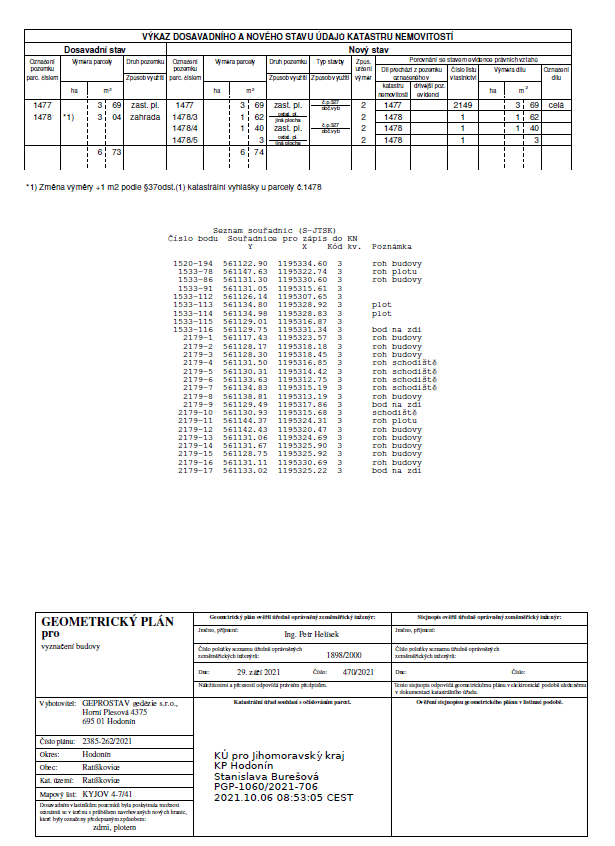 VÝKAZ DOSAVADNÍHO A NOVÉHO STAVU ÚDAJŮ KATASTRU NEMOVITOSTÍ
Dosavadní stav Nový stav
Označení pozemku parc. číslem Výměra parcely ha m² Druh pozemku Způsob využití Označení pozemku parc. číslem Výměra parcely ha m² Druh pozemku Způsob využití Typ stavby Způsob využití Způs. určení výměr Porovnání se stavem evidence právních vztahů
Díl přechází z pozemku označeného v katastru nemovitostí dřívější poz. evidenci Číslo listu vlastnictví Výměra dílu ha m² Označení dílu
1477 3 69 zast. pl. 1477 3 69 zast. pl. č.p.527 obč.vyb 2 1477 2149 3 69 celá
1478 *1) 3 04 zahrada 1478/3 1 62 ostat. pl. jiná plocha 2 1478 1 1 62
1478/4 1 40 zast. pl. č.p.527 obč.vyb 2 1478 1 1 40
1478/5 3 ostat. pl. jiná plocha 2 1478 1 3
6 73 6 74
*1) Změna výměry +1 m2 podle §37odst.(1) katastrální vyhlášky u parcely č.1478
Seznam souřadnic (S-JTSK)
Číslo bodu Souřadnice pro zápis do KN
Y X Kód kv. Poznámka
1520-194 561122.90 1195334.60 3 roh budovy
1533-78 561147.63 1195322.74 3 roh plotu
1533-86 561131.30 1195330.60 3 roh budovy
1533-91 561131.05 1195315.61 3
1533-112 561126.14 1195307.65 3
1533-113 561134.80 1195328.92 3 plot
1533-114 561134.98 1195328.83 3 plot
1533-115 561129.01 1195316.87 3
1533-116 561129.75 1195331.34 3 bod na zdi
2179-1 561117.43 1195323.57 3 roh budovy
2179-2 561128.17 1195318.18 3 roh budovy
2179-3 561128.30 1195318.45 3 roh budovy
2179-4 561131.50 1195316.85 3 roh schodiště
2179-5 561130.31 1195314.42 3 roh schodiště
2179-6 561133.63 1195312.75 3 roh schodiště
2179-7 561134.83 1195315.19 3 roh schodiště
2179-8 561138.81 1195313.19 3 roh budovy
2179-9 561129.49 1195317.86 3 bod na zdi
2179-10 561130.93 1195315.68 3 schodiště
2179-11 561144.37 1195324.31 3 roh plotu
2179-12 561142.43 1195320.47 3 roh budovy
2179-13 561131.06 1195324.69 3 roh budovy
2179-14 561131.67 1195325.90 3 roh budovy
2179-15 561128.75 1195325.92 3 roh budovy
2179-16 561131.11 1195330.69 3 roh budovy
2179-17 561133.02 1195325.22 3 bod na zdi
GEOMETRICKÝ PLÁN
pro
vyznačení budovy
Geometrický plán ověřil úředně oprávněný zeměměřický inženýr:
Jméno, příjmení:
Ing. Petr Helísek
Číslo položky seznamu úředně oprávněných zeměměřických inženýrů:
1898/2000
Dne: 29. září 2021 Číslo: 470/2021
Náležitostmi a přesností odpovídá právním předpisům.
Stejnopis ověřil úředně oprávněný zeměměřický inženýr:
Jméno, příjmení:
Číslo položky seznamu úředně oprávněných zeměměřických inženýrů:
Dne: Číslo:
Tento stejnopis odpovídá geometrickému plánu v elektronické podobě uloženému v dokumentaci katastrálního úřadu.
Vyhotovitel: GEPROSTAV geodézie s.r.o.,
Horní Plesová 4375
695 01 Hodonín
Číslo plánu: 2385-262/2021
Okres: Hodonín
Obec: Ratíškovice
Kat. území: Ratíškovice
Mapový list: KYJOV 4-7/41
Dosavadním vlastníkům pozemků byla poskytnuta možnost seznámit se v terénu s průběhem navrhovaných nových hranic, které byly označeny předepsaným způsobem:
zdmi, plotem
Katastrální úřad souhlasí s očíslováním parcel.
KÚ pro Jihomoravský kraj
KP Hodonín
Stanislava Burešová
PGP-1060/2021-706
2021.10.06 08:53:05 CEST
Ověření stejnopisu geometrického plánu v listinné podobě.